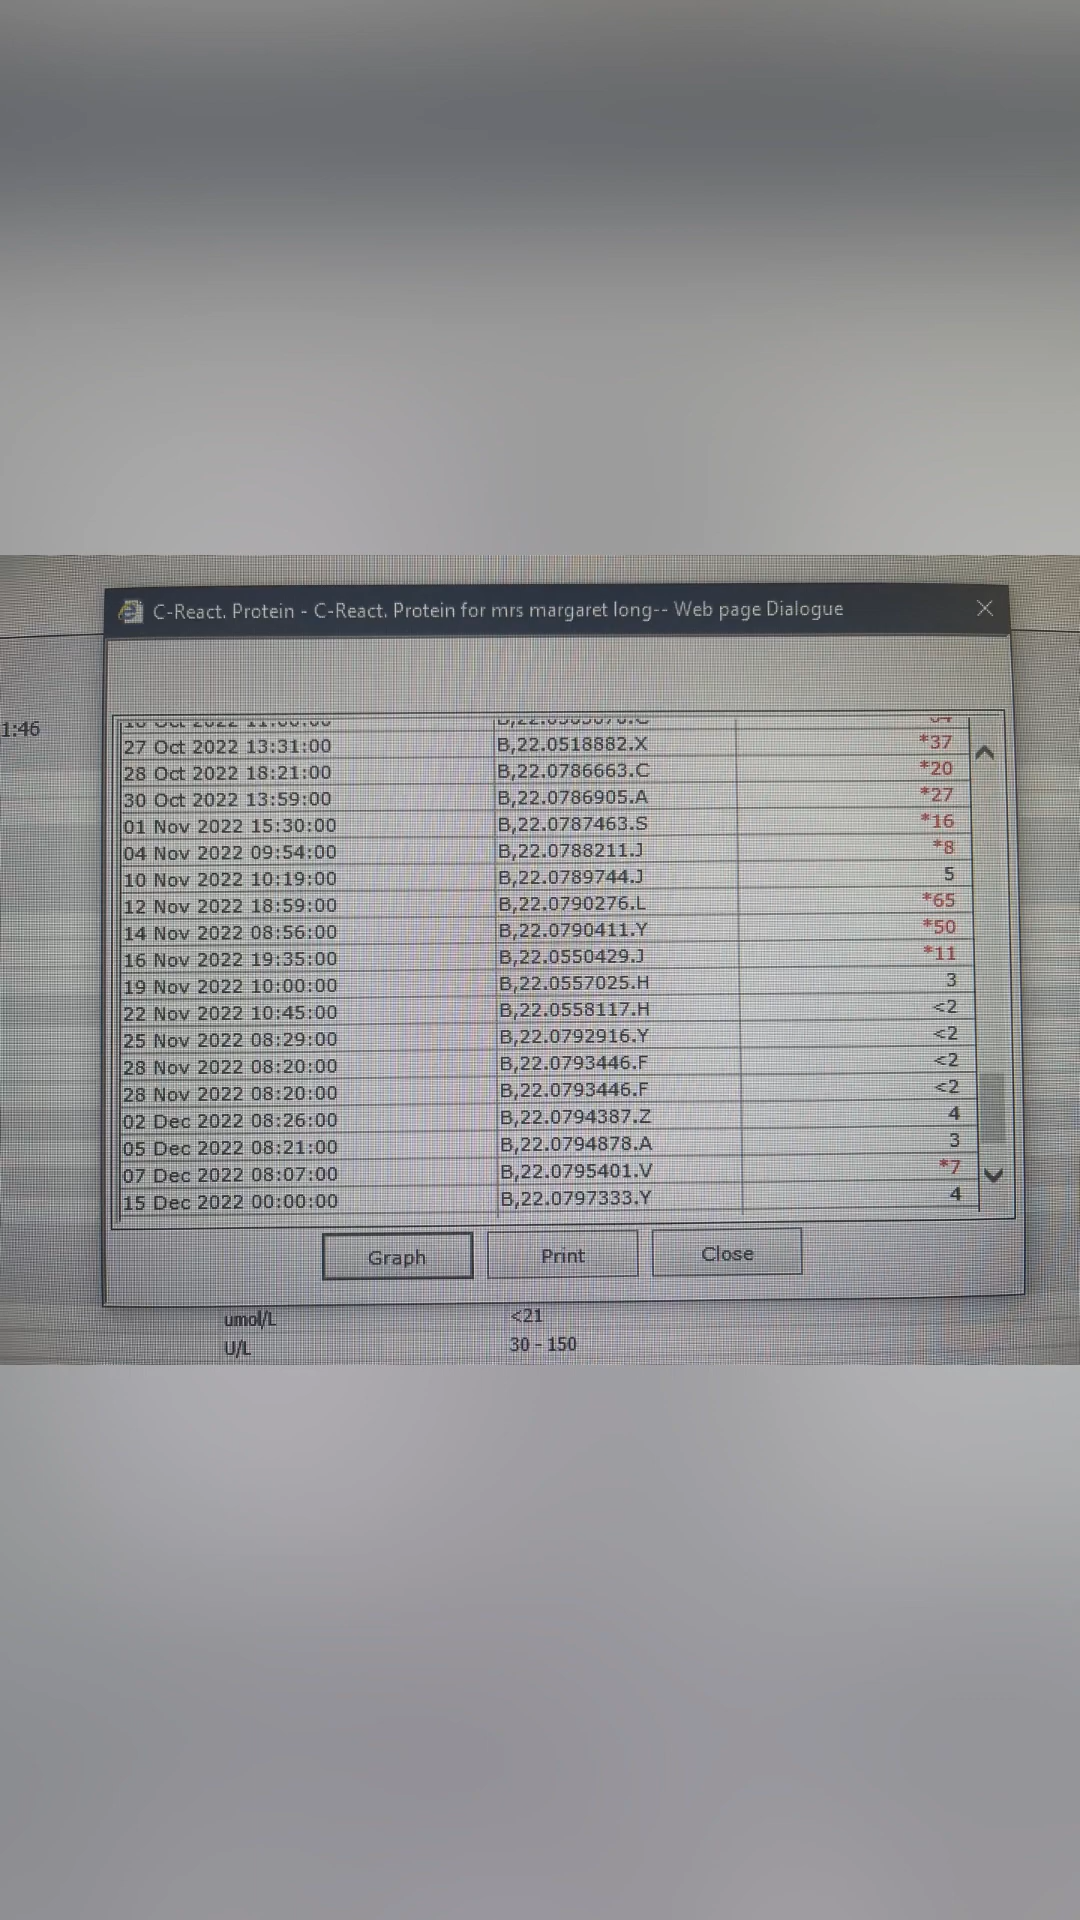 C-React. Protein - C-React. Protein for mrs margaret long-- Web page Dialogue
1:46
27 Oct 2022 13:31:00 B,22.0518882.X *37
28 Oct 2022 18:21:00 B,22.0786663.C *20
30 Oct 2022 13:59:00 B,22.0786905.A *27
01 Nov 2022 15:30:00 B,22.0787463.S *16
04 Nov 2022 09:54:00 B,22.0788211.J *8
10 Nov 2022 10:19:00 B,22.0789744.J 5
12 Nov 2022 18:59:00 B,22.0790276.L *65
14 Nov 2022 08:56:00 B,22.0790411.Y *50
16 Nov 2022 19:35:00 B,22.0550429.J *11
19 Nov 2022 10:00:00 B,22.0557025.H 3
22 Nov 2022 10:45:00 B,22.0558117.H <2
25 Nov 2022 08:29:00 B,22.0792916.Y <2
28 Nov 2022 08:20:00 B,22.0793446.F <2
28 Nov 2022 08:20:00 B,22.0793446.F <2
02 Dec 2022 08:26:00 B,22.0794387.Z 4
05 Dec 2022 08:21:00 B,22.0794878.A 3
07 Dec 2022 08:07:00 B,22.0795401.V *7
15 Dec 2022 00:00:00 B,22.0797333.Y 4
Graph Print Close
umol/L <21
U/L 30 - 150